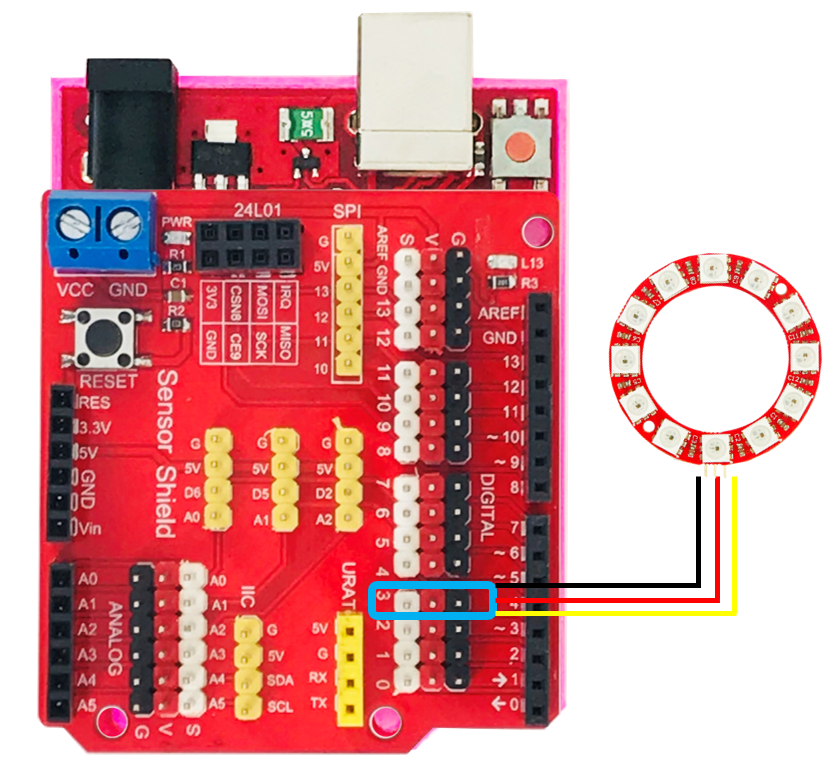 5XS
24L01
SPI
PWR
R1
C1
R2
VCC GND
3V3 CSN8 MOSI IRQ
GND CE9 SCK MISO
G
5V
13
12
11
10
AREF GND 13 12
S V G
L13
R3
RESET
RES
3.3V
5V
GND
GND
Vin
Sensor Shield
G
5V
D6
A0
G
5V
D5
A1
G
5V
D2
A2
11
10
9
8
7
6
5
4
3
2
1
0
DIGITAL
AREF
GND
13
12
11
~10
~9
8
7
~6
~5
4
~3
2
→1
←0
A0
A1
A2
A3
A4
A5
ANALOG
A0
A1
A2
A3
A4
A5
G V S
IIC
G
5V
SDA
SCL
URAT
5V
G
RX
TX